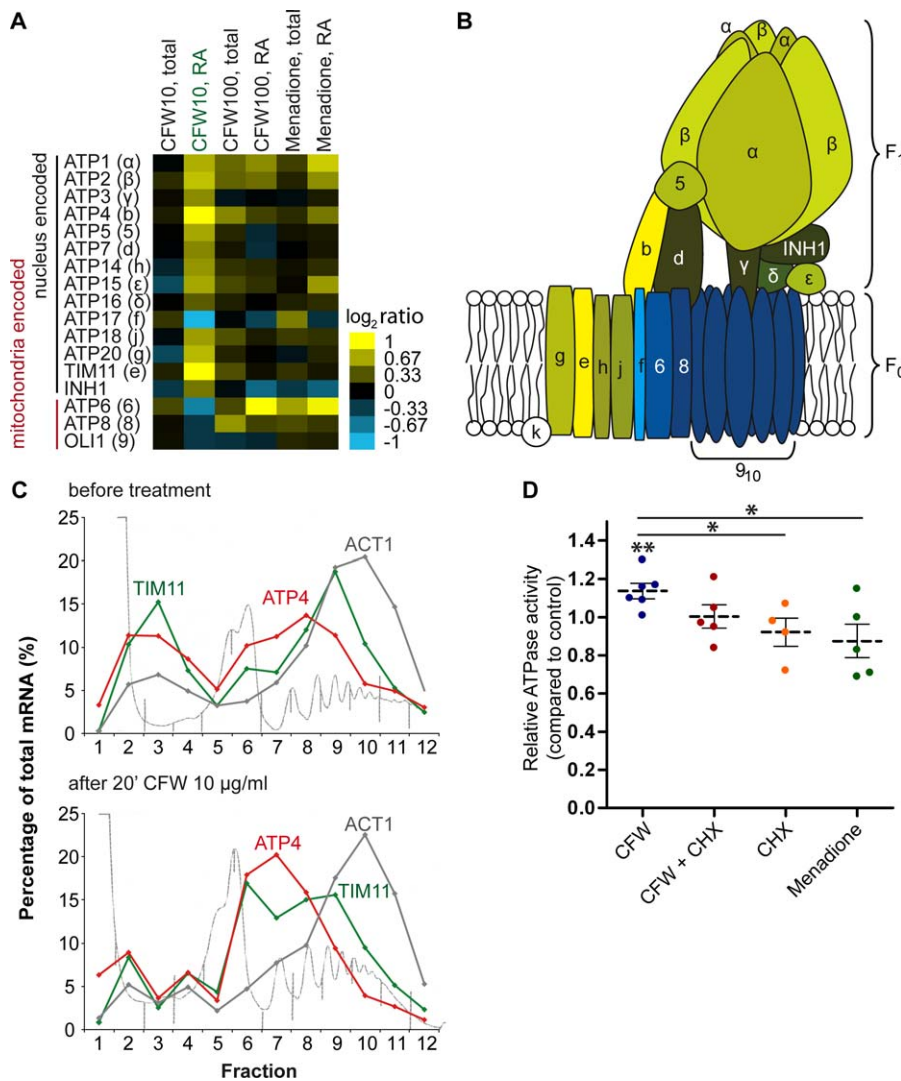 A
CFW10, total
CFW10, RA
CFW100, total
CFW100, RA
Menadione, total
Menadione, RA
nucleus encoded
mitochondria encoded
ATP1 (α)
ATP2 (β)
ATP3 (γ)
ATP4 (b)
ATP5 (5)
ATP7 (d)
ATP14 (h)
ATP15 (ε)
ATP16 (δ)
ATP17 (f)
ATP18 (j)
ATP20 (g)
TIM11 (e)
INH1
ATP6 (6)
ATP8 (8)
OLI1 (9)
log2 ratio
1
0.67
0.33
0
-0.33
-0.67
-1
B
α
β
α
β
α
β
5
b
d
γ
INH1
δ
ε
g
e
h
j
f
6
8
k
9₁₀
F₁
F₀
C
before treatment
25
20
15
10
5
0
TIM11
ATP4
ACT1
1 2 3 4 5 6 7 8 9 10 11 12
after 20' CFW 10 µg/ml
25
20
15
10
5
0
ATP4
ACT1
TIM11
1 2 3 4 5 6 7 8 9 10 11 12
Fraction
Percentage of total mRNA (%)
D
*
*
**
1.4
1.2
1.0
0.8
0.6
0.4
0.2
0.0
Relative ATPase activity
(compared to control)
CFW
CFW + CHX
CHX
Menadione